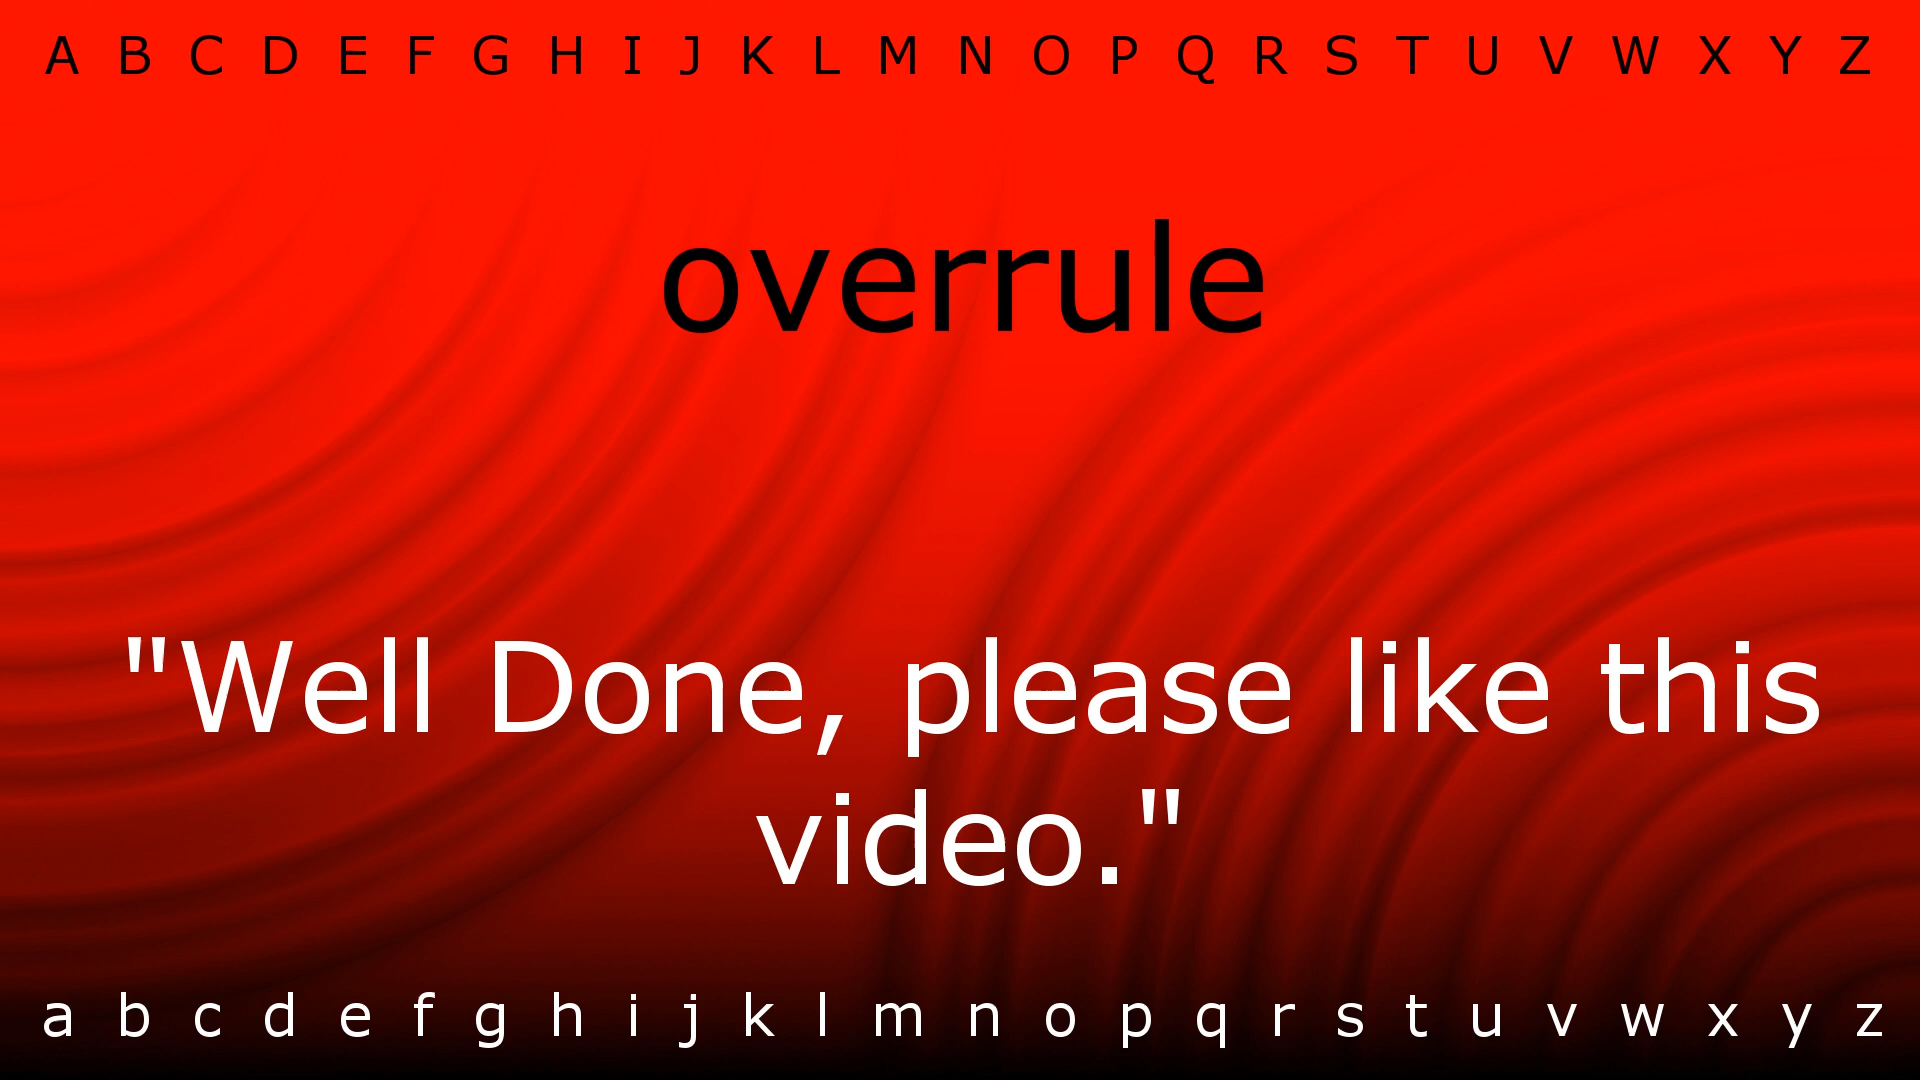 A B C D E F G H I J K L M N O P Q R S T U V W X Y Z
overrule
"Well Done, please like this
video."
a b c d e f g h i j k l m n o p q r s t u v w x y z